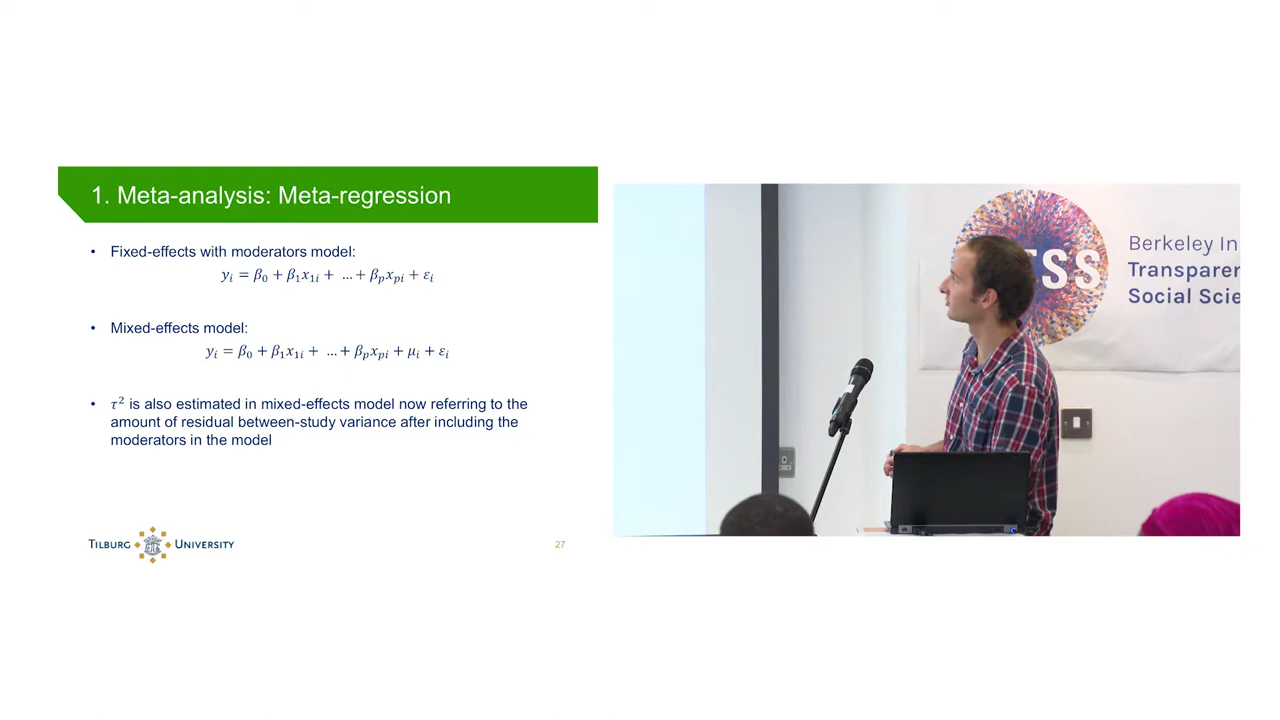 1. Meta-analysis: Meta-regression
• Fixed-effects with moderators model:
yᵢ = β₀ + β₁x₁ᵢ + … + βₚxₚᵢ + εᵢ
• Mixed-effects model:
yᵢ = β₀ + β₁x₁ᵢ + … + βₚxₚᵢ + μᵢ + εᵢ
• τ² is also estimated in mixed-effects model now referring to the
amount of residual between-study variance after including the
moderators in the model
TILBURG UNIVERSITY
27
Berkeley In
Transparen
Social Scie
SS